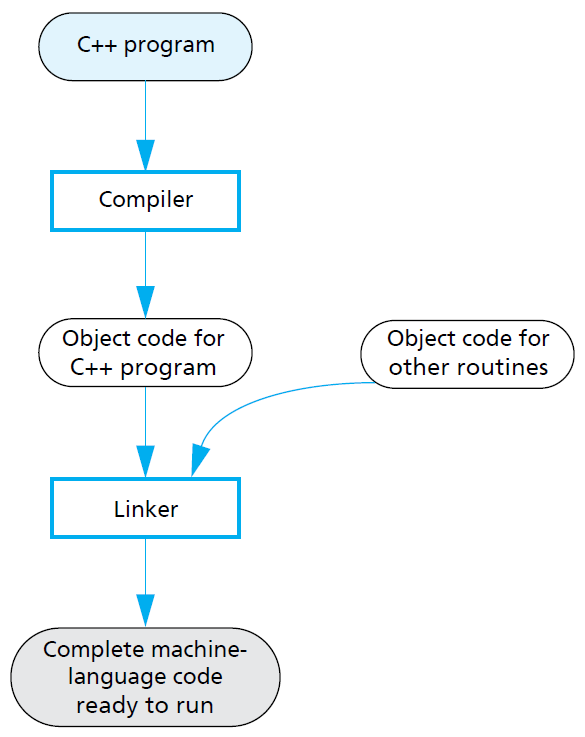 C++ program
Compiler
Object code for
C++ program
Object code for
other routines
Linker
Complete machine-
language code
ready to run